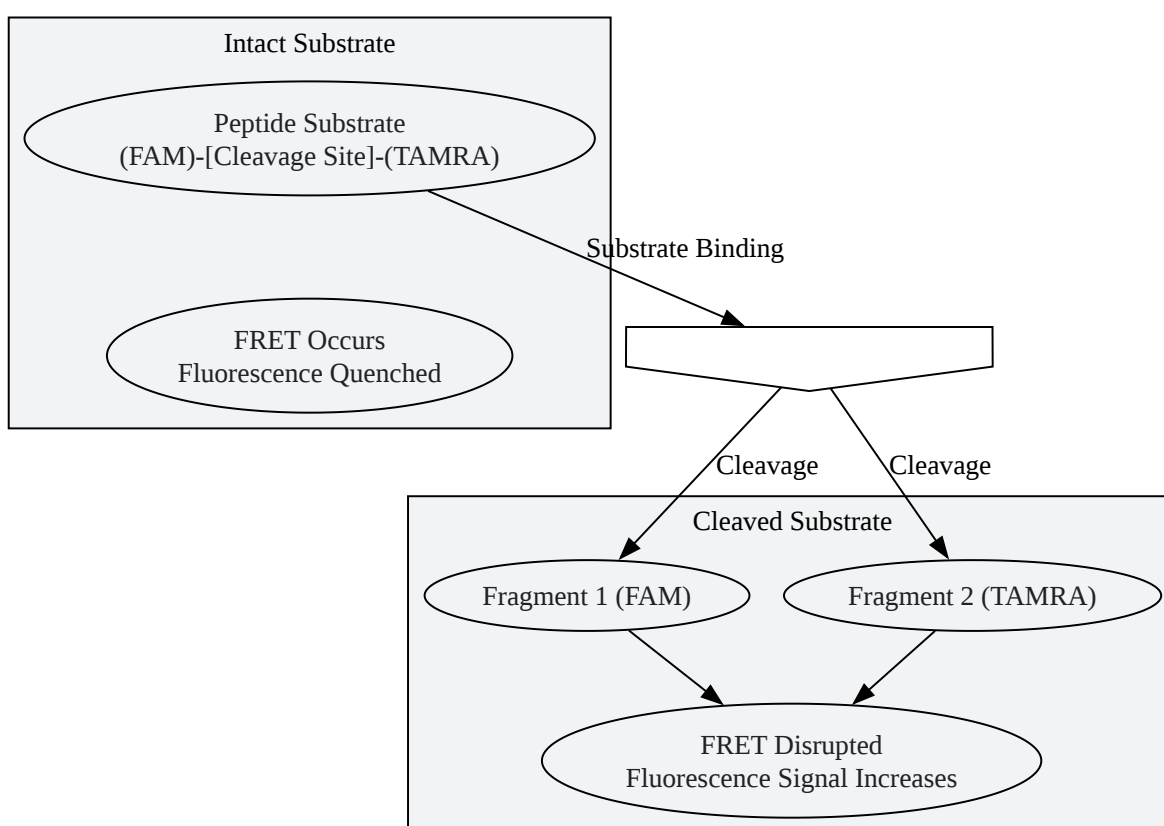 Intact Substrate
Peptide Substrate
(FAM)-[Cleavage Site]-(TAMRA)
Substrate Binding
FRET Occurs
Fluorescence Quenched
Cleavage
Cleavage
Cleaved Substrate
Fragment 1 (FAM)
Fragment 2 (TAMRA)
FRET Disrupted
Fluorescence Signal Increases